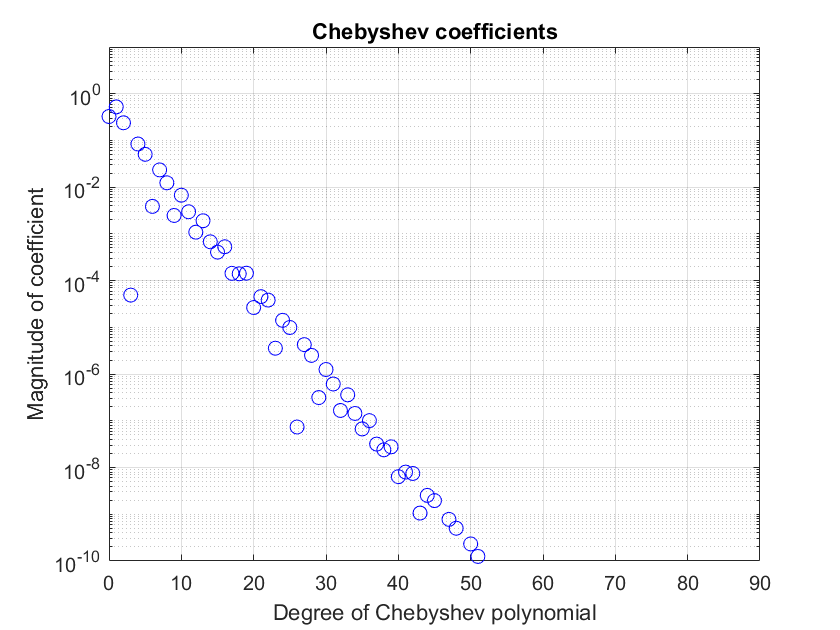 Chebyshev coefficients
10^0
10^-2
10^-4
10^-6
10^-8
10^-10
Magnitude of coefficient
0 10 20 30 40 50 60 70 80 90
Degree of Chebyshev polynomial